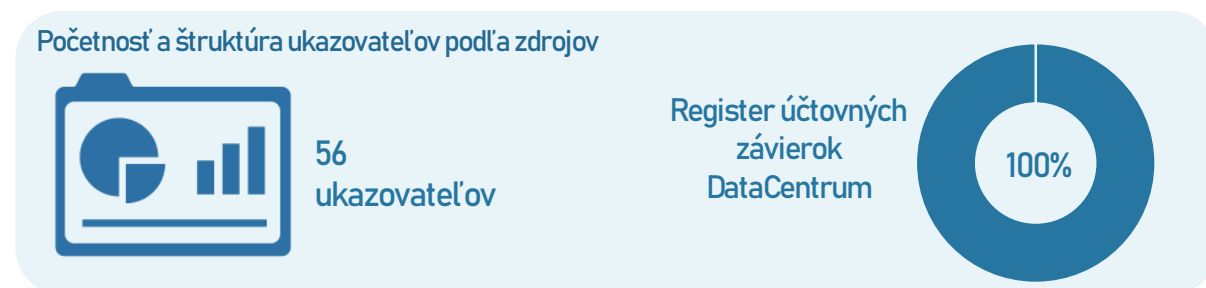 Početnosť a štruktúra ukazovateľov podľa zdrojov
56
ukazovateľov
Register účtovných
závierok
DataCentrum
100%